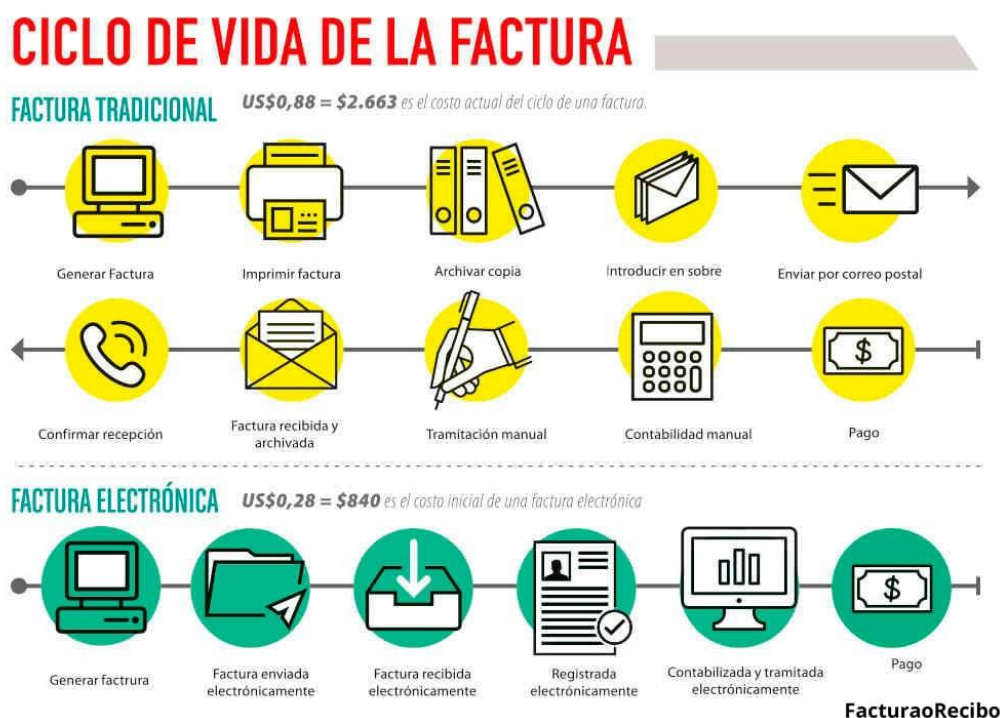 CICLO DE VIDA DE LA FACTURA
FACTURA TRADICIONAL
US$0,88 = $2.663 es el costo actual del ciclo de una factura.
Generar Factura
Imprimir factura
Archivar copia
Introducir en sobre
Enviar por correo postal
Confirmar recepción
Factura recibida y
archivada
Tramitación manual
Contabilidad manual
$
Pago
FACTURA ELECTRÓNICA
US$0,28 = $840 es el costo inicial de una factura electrónica
$
Generar factrura
Factura enviada
electrónicamente
Factura recibida
electrónicamente
Registrada
electrónicamente
Contabilizada y tramitada
electrónicamente
Pago
FacturaoRecibo